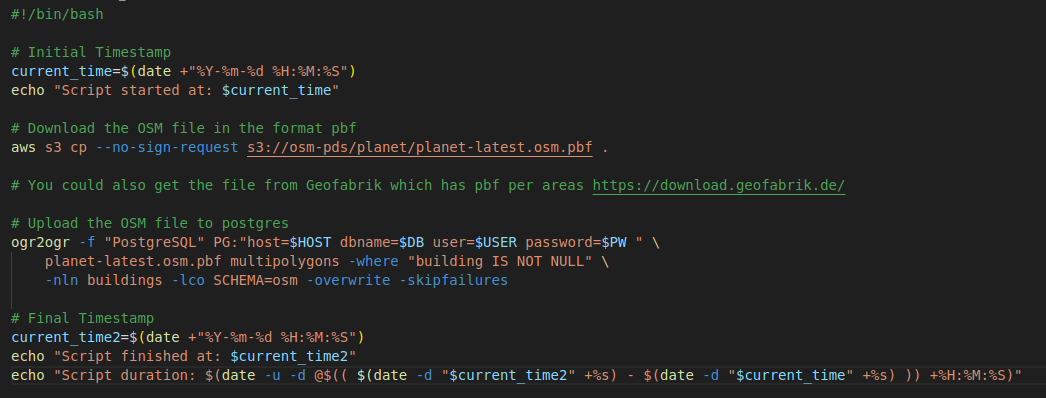 #!/bin/bash
# Initial Timestamp
current_time=$(date +"%Y-%m-%d %H:%M:%S")
echo "Script started at: $current_time"
# Download the OSM file in the format pbf
aws s3 cp --no-sign-request s3://osm-pds/planet/planet-latest.osm.pbf .
# You could also get the file from Geofabrik which has pbf per areas https://download.geofabrik.de/
# Upload the OSM file to postgres
ogr2ogr -f "PostgreSQL" PG:"host=$HOST dbname=$DB user=$USER password=$PW " \
    planet-latest.osm.pbf multipolygons -where "building IS NOT NULL" \
    -nln buildings -lco SCHEMA=osm -overwrite -skipfailures
# Final Timestamp
current_time2=$(date +"%Y-%m-%d %H:%M:%S")
echo "Script finished at: $current_time2"
echo "Script duration: $(date -u -d @$(( $(date -d "$current_time2" +%s) - $(date -d "$current_time" +%s) )) +%H:%M:%S)"